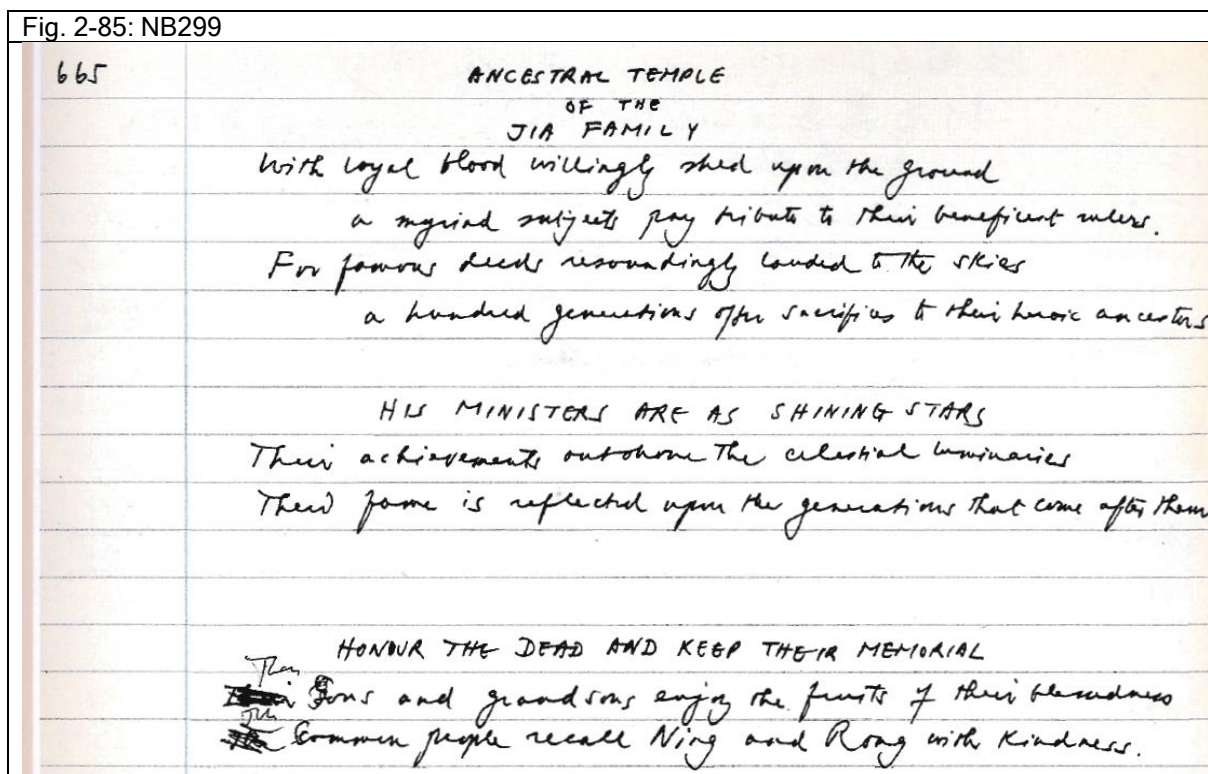 Fig. 2-85: NB299
665
ANCESTRAL TEMPLE
OF THE
JIA FAMILY
With loyal blood willingly shed upon the ground
a myriad subjects pay tribute to their beneficent rulers.
For famous deeds resoundingly lauded to the skies
a hundred generations offer sacrifices to their heroic ancestors
HIS MINISTERS ARE AS SHINING STARS
Their achievements outshone the celestial luminaries
Their fame is reflected upon the generations that come after them
HONOUR THE DEAD AND KEEP THEIR MEMORIAL
Sons and grandsons enjoy the fruits of their blessedness
Common people recall Ning and Rong with kindness.